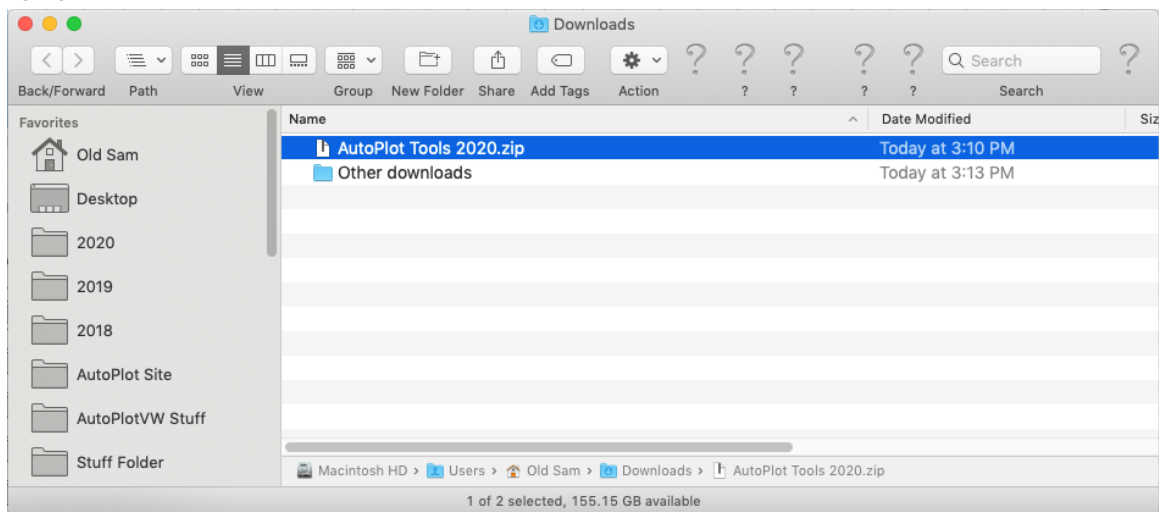 Downloads
? ? ? ? ? Search ?
Back/Forward Path View Group New Folder Share Add Tags Action ? ? ? ? Search
Favorites
Name Date Modified Siz
Old Sam
AutoPlot Tools 2020.zip Today at 3:10 PM
Other downloads Today at 3:13 PM
Desktop
2020
2019
2018
AutoPlot Site
AutoPlotVW Stuff
Stuff Folder
Macintosh HD › Users › Old Sam › Downloads › AutoPlot Tools 2020.zip
1 of 2 selected, 155.15 GB available